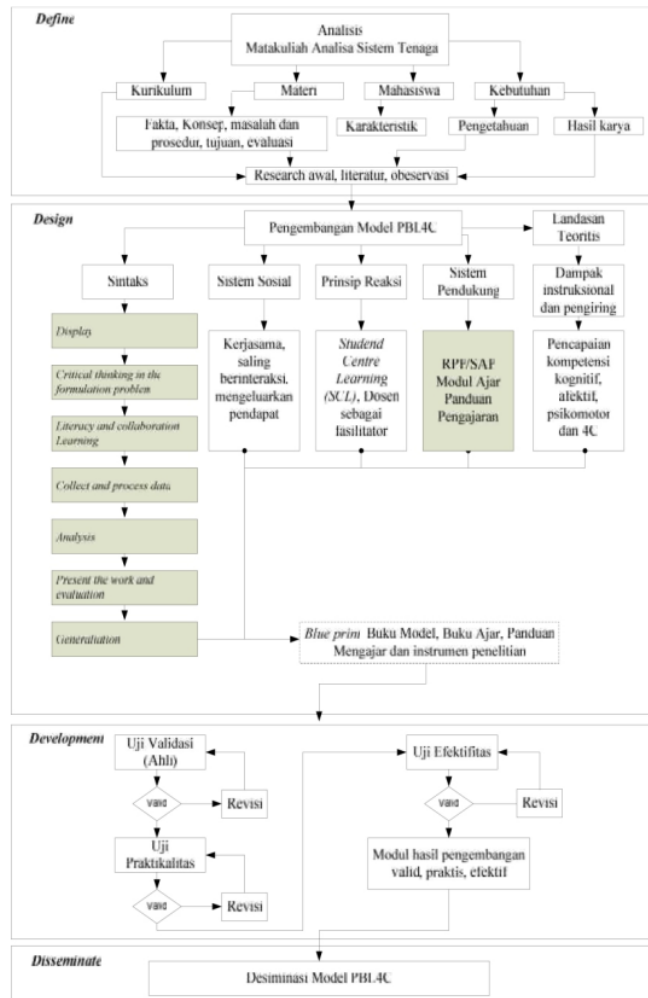 Define
Analisis
Matakuliah Analisa Sistem Tenaga
Kurikulum
Materi
Mahasiswa
Kebutuhan
Fakta, Konsep, masalah dan
prosedur, tujuan, evaluasi
Karakteristik
Pengetahuan
Hasil karya
Research awal, literatur, obeservasi
Design
Pengembangan Model PBL4C
Landasan
Teoritis
Sintaks
Sistem Sosial
Prinsip Reaksi
Sistem
Pendukung
Dampak
instruksional
dan pengiring
Display
Critical thinking in the
formulation problem
Literacy and collaboration
Learning
Collect and process data
Analysis
Present the work and
evaluation
Kerjasama,
saling
berinteraksi,
mengeluarkan
pendapat
Studend
Centre
Learning
(SCL), Dosen
sebagai
fasilitator
Modul Ajar
Panduan
Pengajaran
Pencapaian
kompetensi
kognitif,
afektif,
psikomotor
dan 4C
Blue Buku Model, Buku Ajar, Panduan
Mengajar dan instrumen penelitian
Development
Uji Validasi
(Ahli)
Valid
Revisi
Uji
Praktikalitas
Valid
Revisi
Uji Efektifitas
Valid
Revisi
Modul hasil pengembangan
valid, praktis, efektif
Disseminate
Desiminasi Model PBL4C